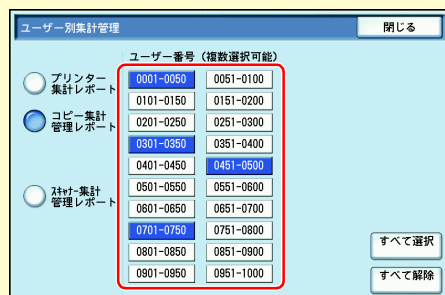 ユーザー別集計管理 閉じる
ユーザー番号 (複数選択可能)
プリンター
集計レポート
コピー集計
管理レポート
スキャナー集計
管理レポート
0001-0050 0051-0100
0101-0150 0151-0200
0201-0250 0251-0300
0301-0350 0351-0400
0401-0450 0451-0500
0501-0550 0551-0600
0601-0650 0651-0700
0701-0750 0751-0800
0801-0850 0851-0900
0901-0950 0951-1000
すべて選択
すべて解除